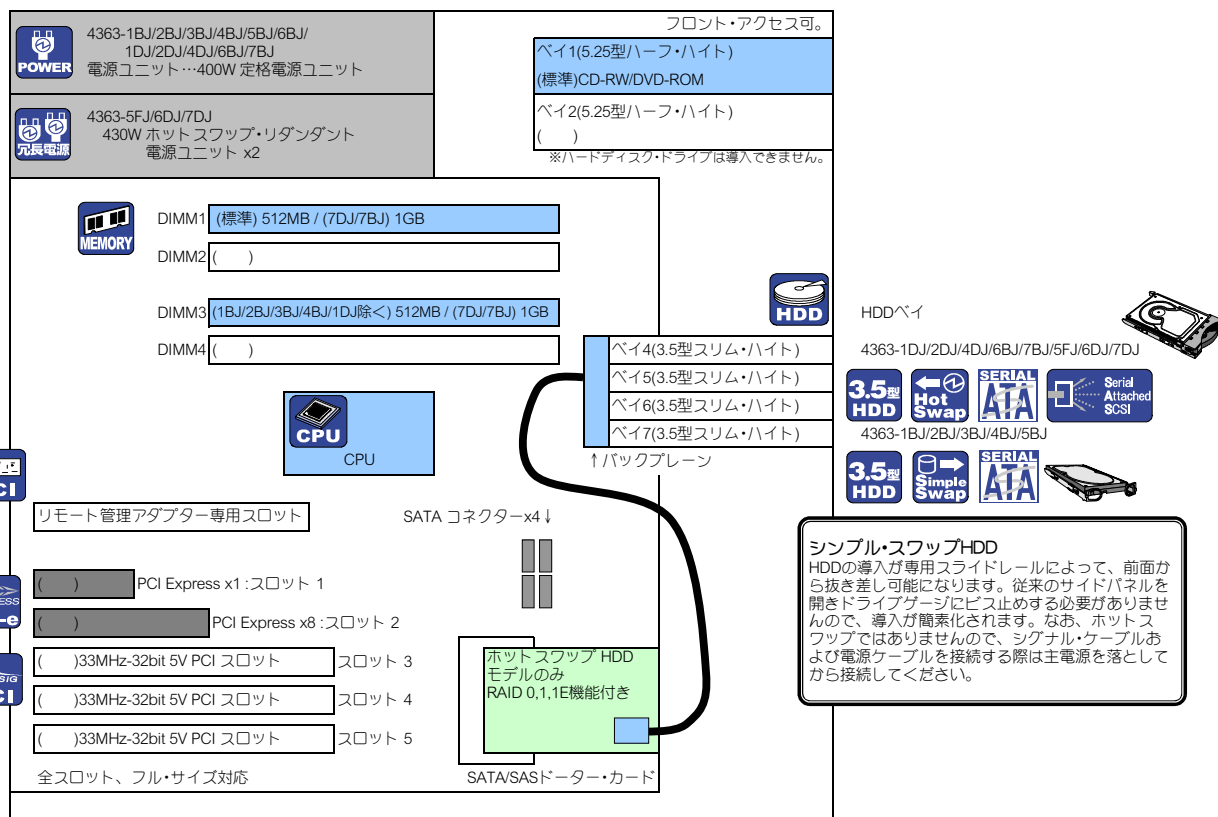 POWER
4363-1BJ/2BJ/3BJ/4BJ/5BJ/6BJ/
1DJ/2DJ/4DJ/6BJ/7BJ
電源ユニット…400W 定格電源ユニット
冗長電源
4363-5FJ/6DJ/7DJ
430W ホットスワップ・リダンダント
電源ユニット x2
フロント・アクセス可。
ベイ1(5.25型ハーフ・ハイト)
(標準)CD-RW/DVD-ROM
ベイ2(5.25型ハーフ・ハイト)
(　　)
※ハードディスク・ドライブは導入できません。
MEMORY
DIMM1 (標準) 512MB / (7DJ/7BJ) 1GB
DIMM2 (　　)
DIMM3 (1BJ/2BJ/3BJ/4BJ/1DJ除く) 512MB / (7DJ/7BJ) 1GB
DIMM4 (　　)
HDD
ベイ4(3.5型スリム・ハイト)
ベイ5(3.5型スリム・ハイト)
ベイ6(3.5型スリム・ハイト)
ベイ7(3.5型スリム・ハイト)
↑バックプレーン
HDDベイ
4363-1DJ/2DJ/4DJ/6BJ/7BJ/5FJ/6DJ/7DJ
3.5型 HDD
Hot Swap
SERIAL ATA
Serial Attached SCSI
4363-1BJ/2BJ/3BJ/4BJ/5BJ
3.5型 HDD
Simple Swap
SERIAL ATA
CPU
CPU
CI
リモート管理アダプター専用スロット
SATA コネクターx4↓
ESS
-e
(　　) PCI Express x1 :スロット 1
(　　) PCI Express x8 :スロット 2
SIG
CI
(　　)33MHz-32bit 5V PCI スロット スロット 3
(　　)33MHz-32bit 5V PCI スロット スロット 4
(　　)33MHz-32bit 5V PCI スロット スロット 5
全スロット、フル・サイズ対応
ホットスワップ HDD
モデルのみ
RAID 0,1,1E機能付き
SATA/SASドーター・カード
シンプル・スワップHDD
HDDの導入が専用スライドレールによって、前面か
ら抜き差し可能になります。従来のサイドパネルを
開きドライブゲージにビス止めする必要がありませ
んので、導入が簡素化されます。なお、ホットス
ワップではありませんので、シグナル・ケーブルお
よび電源ケーブルを接続する際は主電源を落として
から接続してください。